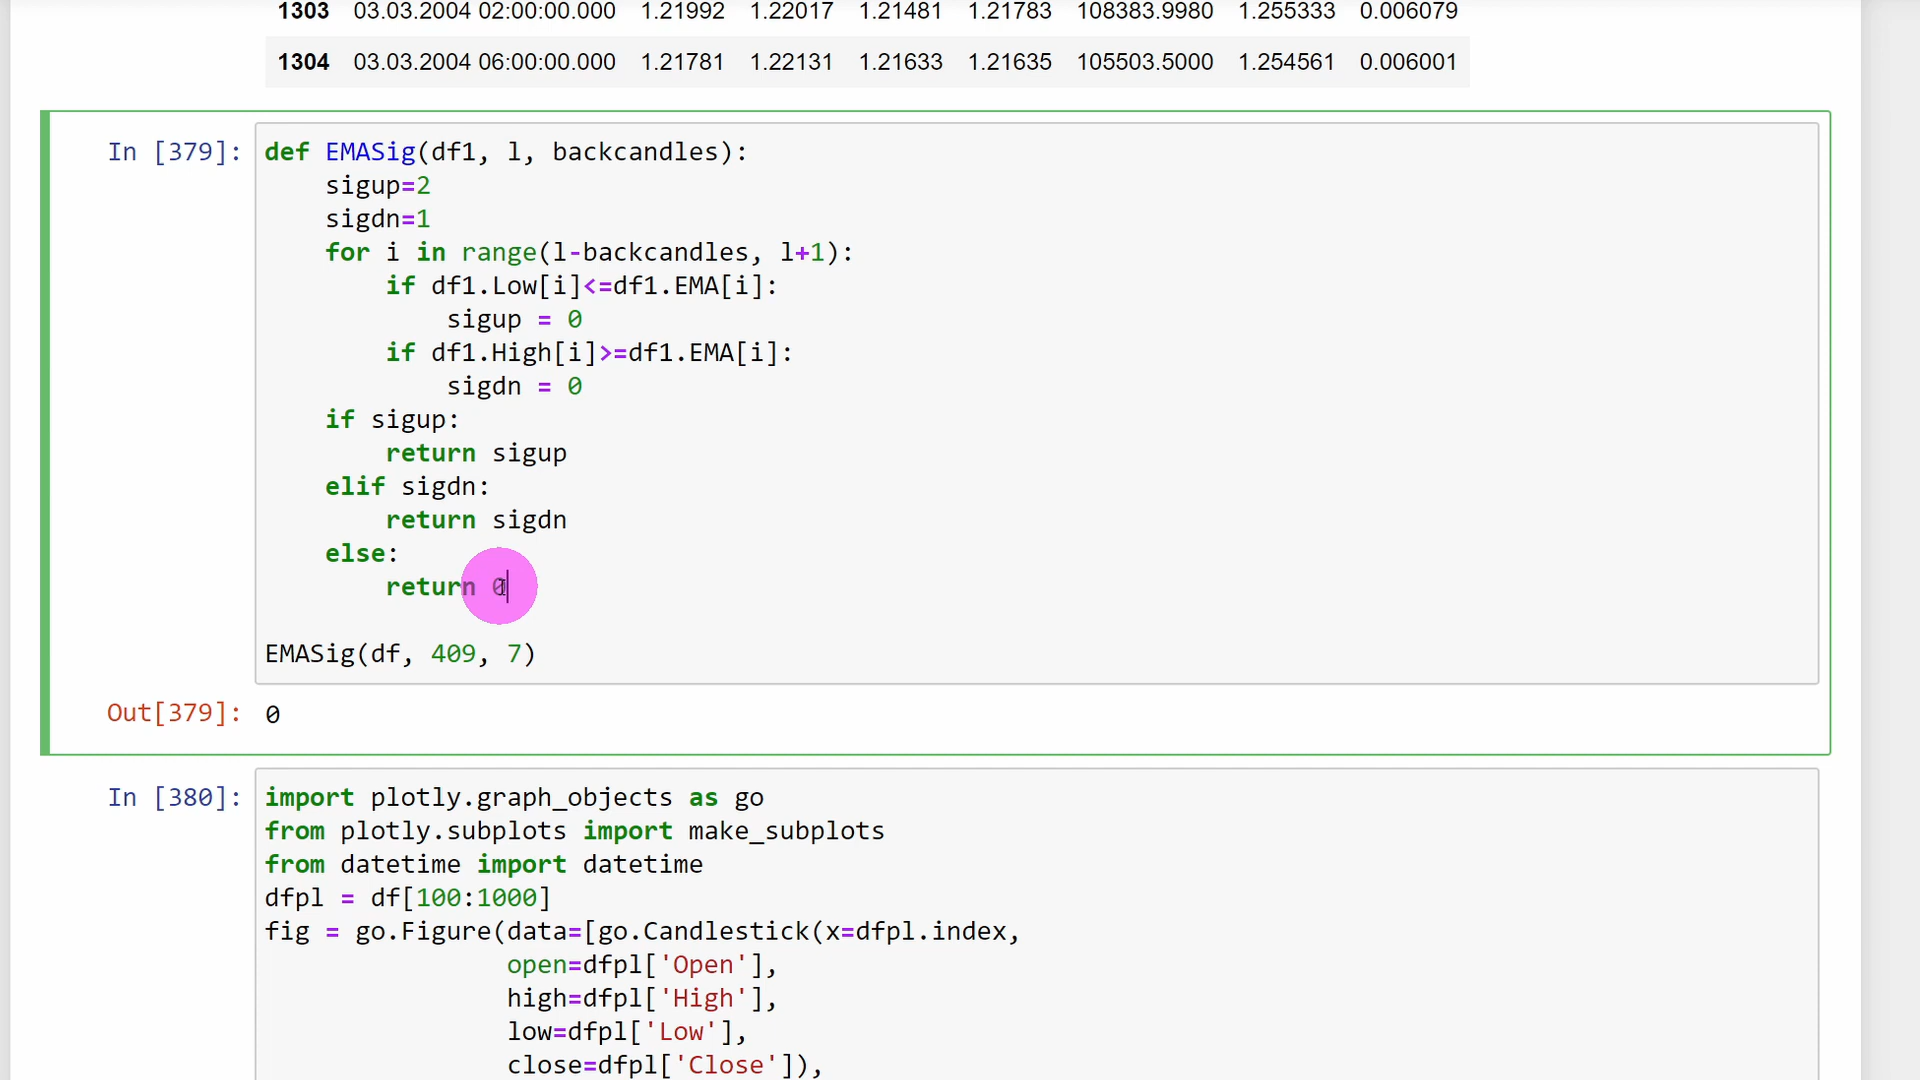 1303 03.03.2004 02:00:00.000 1.21992 1.22017 1.21481 1.21783 108383.9980 1.255333 0.006079
1304 03.03.2004 06:00:00.000 1.21781 1.22131 1.21633 1.21635 105503.5000 1.254561 0.006001
In [379]: def EMASig(df1, l, backcandles):
    sigup=2
    sigdn=1
    for i in range(l-backcandles, l+1):
        if df1.Low[i]<=df1.EMA[i]:
            sigup = 0
        if df1.High[i]>=df1.EMA[i]:
            sigdn = 0
    if sigup:
        return sigup
    elif sigdn:
        return sigdn
    else:
        return 0
EMASig(df, 409, 7)
Out[379]: 0
In [380]: import plotly.graph_objects as go
from plotly.subplots import make_subplots
from datetime import datetime
dfpl = df[100:1000]
fig = go.Figure(data=[go.Candlestick(x=dfpl.index,
                open=dfpl['Open'],
                high=dfpl['High'],
                low=dfpl['Low'],
                close=dfpl['Close']),